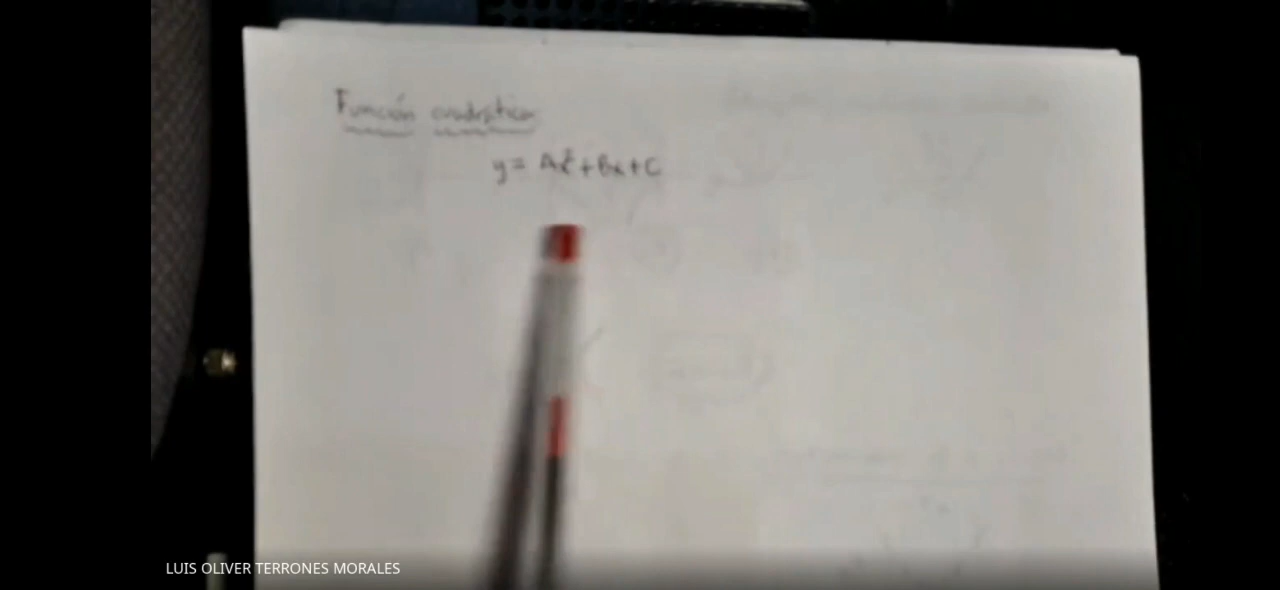 Función cuadrática
y = Ax² + Bx + C
LUIS OLIVER TERRONES MORALES